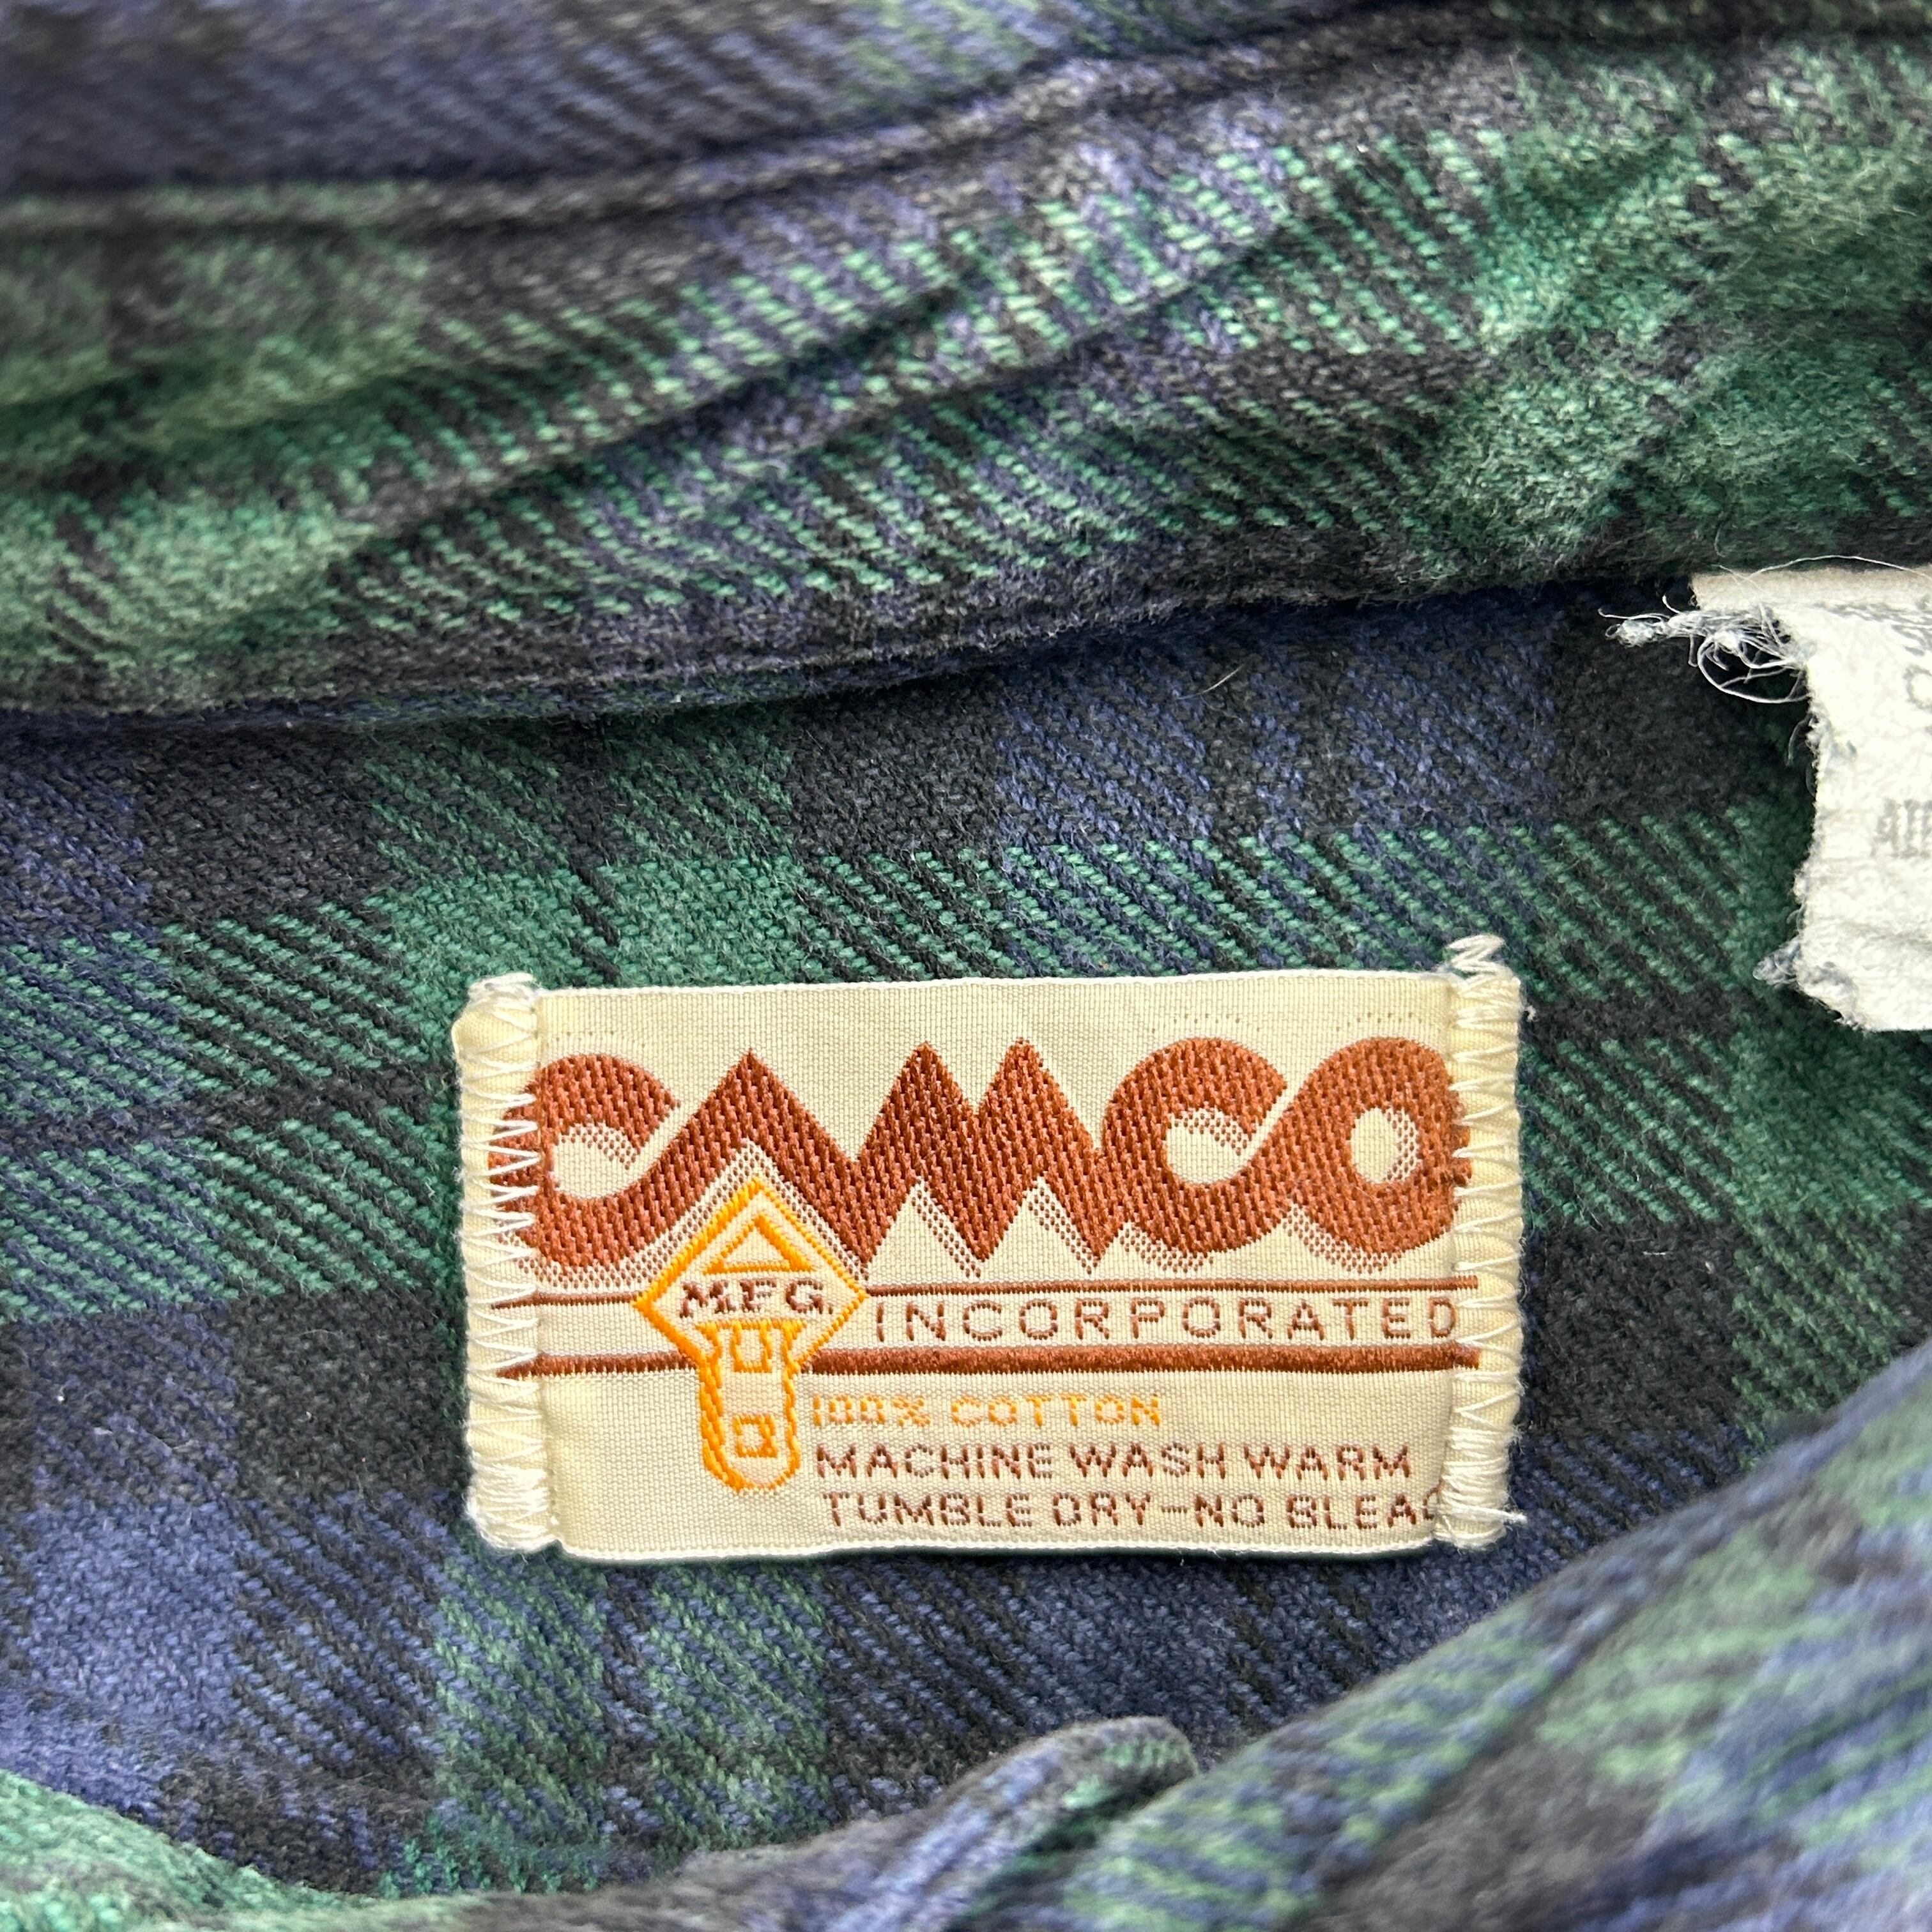 CAMCO
MFG. INCORPORATED
100% COTTON
MACHINE WASH WARM
TUMBLE DRY-NO BLEAC